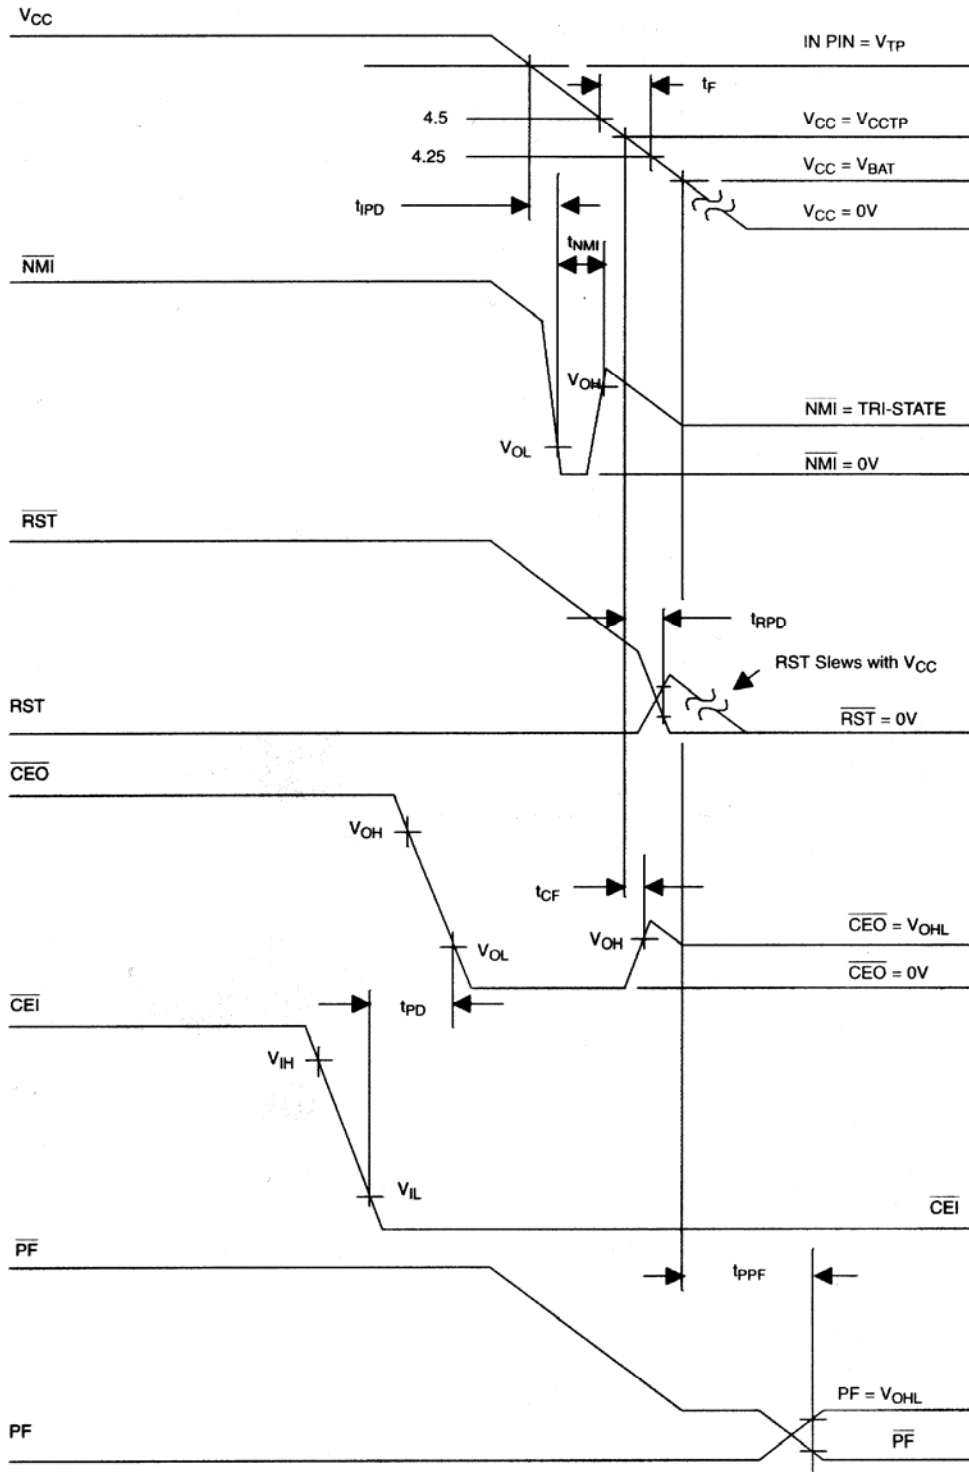 VCC
IN PIN = VTP
tF
4.5
VCC = VCCTP
4.25
VCC = VBAT
tIPD
VCC = 0V
tNMI
NMI
VOH
NMI = TRI-STATE
VOL
NMI = 0V
RST
tRPD
RST Slews with VCC
RST
RST = 0V
CEO
VOH
tCF
VOH
CEO = VOHL
VOL
CEO = 0V
CEI
tPD
VIH
VIL
CEI
PF
tPPF
PF = VOHL
PF
PF